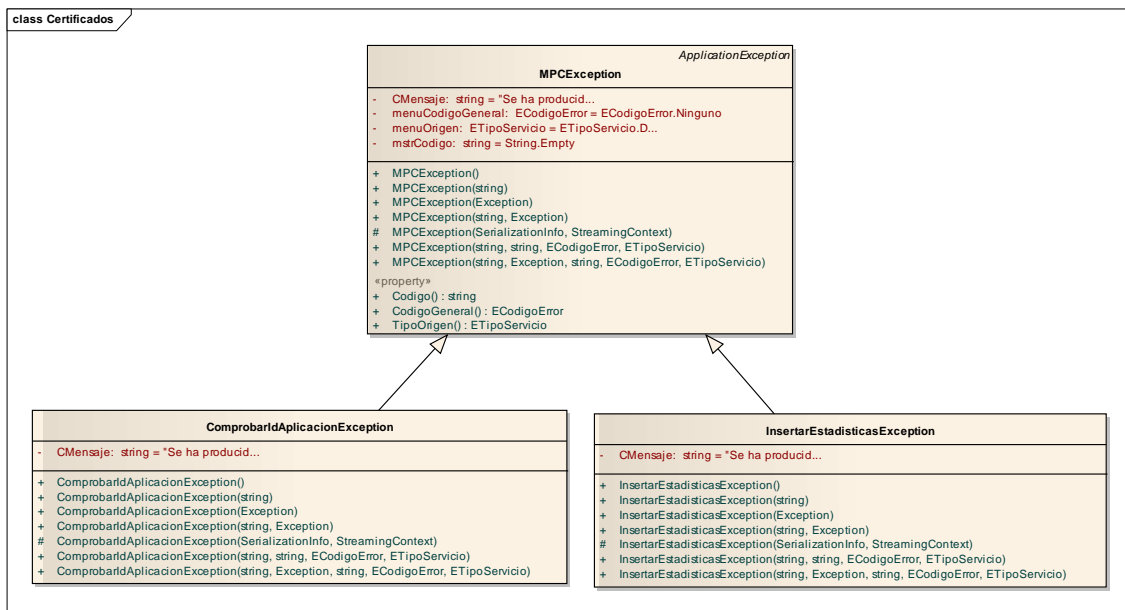 class Certificados
ApplicationException
MPCException
- CMensaje: string = "Se ha producid...
- menuCodigoGeneral: ECodigoError = ECodigoError.Ninguno
- menuOrigen: ETipoServicio = ETipoServicio.D...
- mstrCodigo: string = String.Empty
+ MPCException()
+ MPCException(string)
+ MPCException(Exception)
+ MPCException(string, Exception)
# MPCException(SerializationInfo, StreamingContext)
+ MPCException(string, string, ECodigoError, ETipoServicio)
+ MPCException(string, Exception, string, ECodigoError, ETipoServicio)
«property»
+ Codigo() : string
+ CodigoGeneral() : ECodigoError
+ TipoOrigen() : ETipoServicio
ComprobarIdAplicacionException
- CMensaje: string = "Se ha producid...
+ ComprobarIdAplicacionException()
+ ComprobarIdAplicacionException(string)
+ ComprobarIdAplicacionException(Exception)
+ ComprobarIdAplicacionException(string, Exception)
# ComprobarIdAplicacionException(SerializationInfo, StreamingContext)
+ ComprobarIdAplicacionException(string, string, ECodigoError, ETipoServicio)
+ ComprobarIdAplicacionException(string, Exception, string, ECodigoError, ETipoServicio)
InsertarEstadisticasException
- CMensaje: string = "Se ha producid...
+ InsertarEstadisticasException()
+ InsertarEstadisticasException(string)
+ InsertarEstadisticasException(Exception)
+ InsertarEstadisticasException(string, Exception)
# InsertarEstadisticasException(SerializationInfo, StreamingContext)
+ InsertarEstadisticasException(string, string, ECodigoError, ETipoServicio)
+ InsertarEstadisticasException(string, Exception, string, ECodigoError, ETipoServicio)